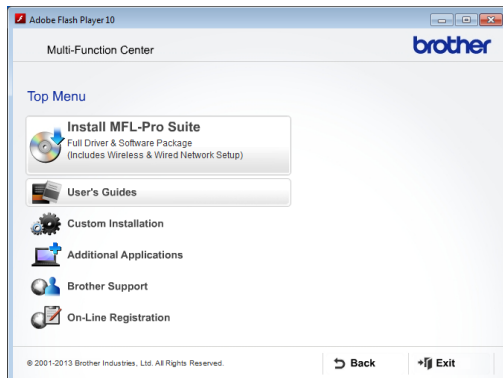 Adobe Flash Player 10
Multi-Function Center
brother
Top Menu
Install MFL-Pro Suite
Full Driver & Software Package
(Includes Wireless & Wired Network Setup)
User's Guides
Custom Installation
Additional Applications
Brother Support
On-Line Registration
© 2001-2013 Brother Industries, Ltd. All Rights Reserved.
Back
Exit